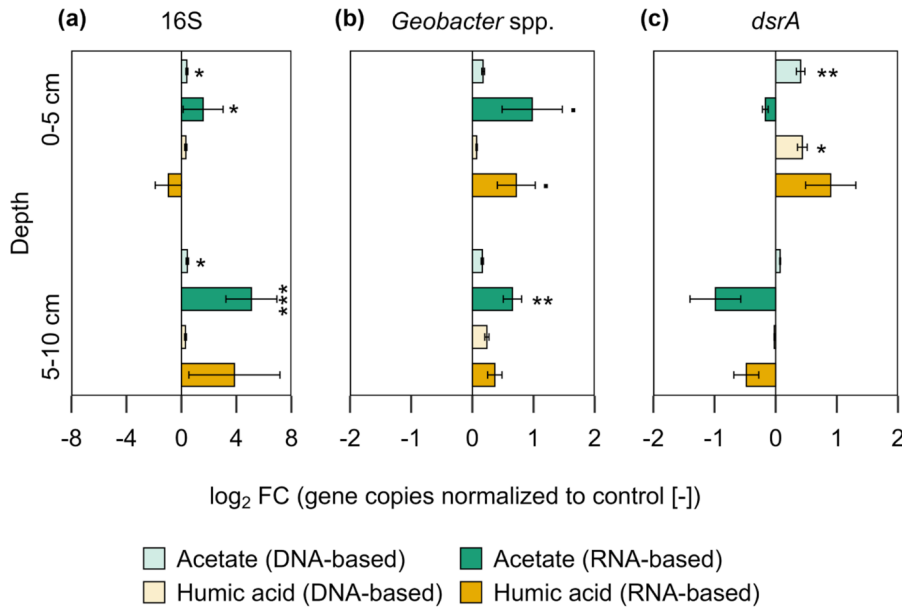 (a) 16S (b) Geobacter spp. (c) dsrA
Depth
0-5 cm
*
**
*
▪
*
▪
5-10 cm
*
***
**
-8 -4 0 4 8 -2 -1 0 1 2 -2 -1 0 1 2
log₂ FC (gene copies normalized to control [-])
Acetate (DNA-based) Acetate (RNA-based)
Humic acid (DNA-based) Humic acid (RNA-based)